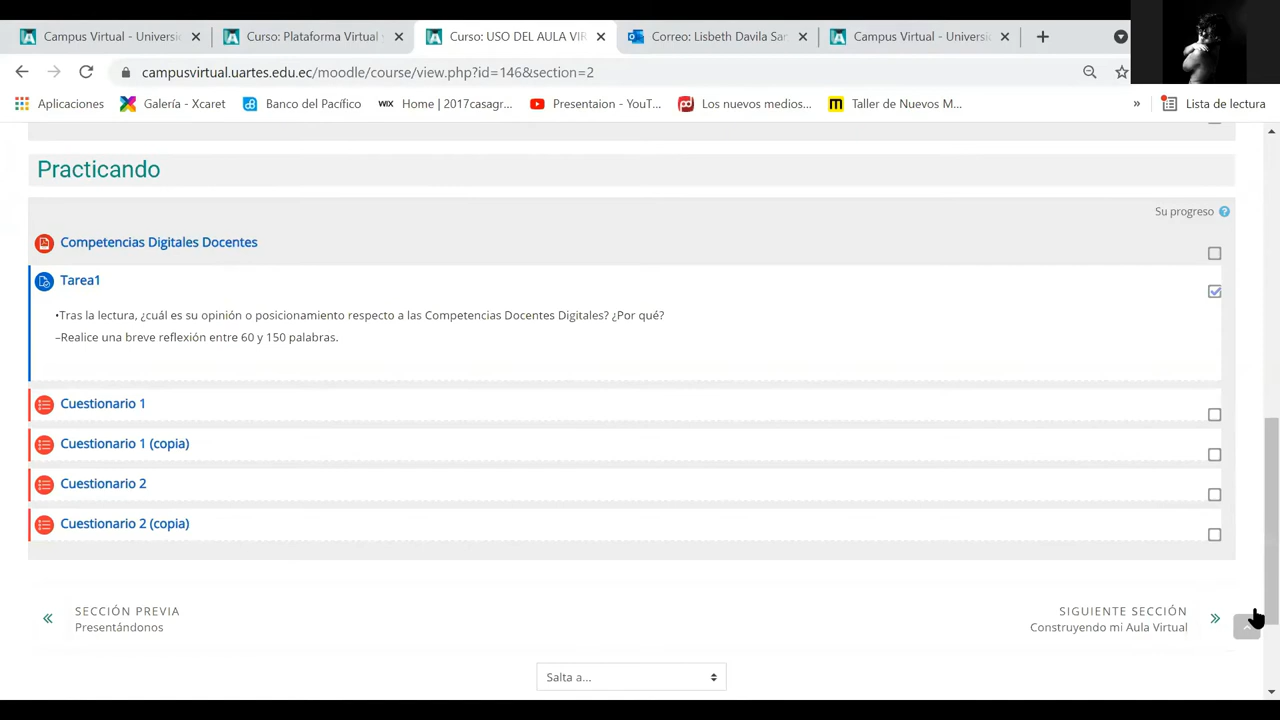 Campus Virtual - Universi
Curso: Plataforma Virtual
Curso: USO DEL AULA VIR
Correo: Lisbeth Davila San
Campus Virtual - Universi
campusvirtual.uartes.edu.ec/moodle/course/view.php?id=146&section=2
Aplicaciones
Galería - Xcaret
Banco del Pacífico
WIX Home | 2017casagr...
Presentaion - YouT...
Los nuevos medios...
Taller de Nuevos M...
»
Lista de lectura
Practicando
Su progreso
Competencias Digitales Docentes
Tarea1
•Tras la lectura, ¿cuál es su opinión o posicionamiento respecto a las Competencias Docentes Digitales? ¿Por qué?
–Realice una breve reflexión entre 60 y 150 palabras.
Cuestionario 1
Cuestionario 1 (copia)
Cuestionario 2
Cuestionario 2 (copia)
SECCIÓN PREVIA
Presentándonos
SIGUIENTE SECCIÓN
Construyendo mi Aula Virtual
Salta a...